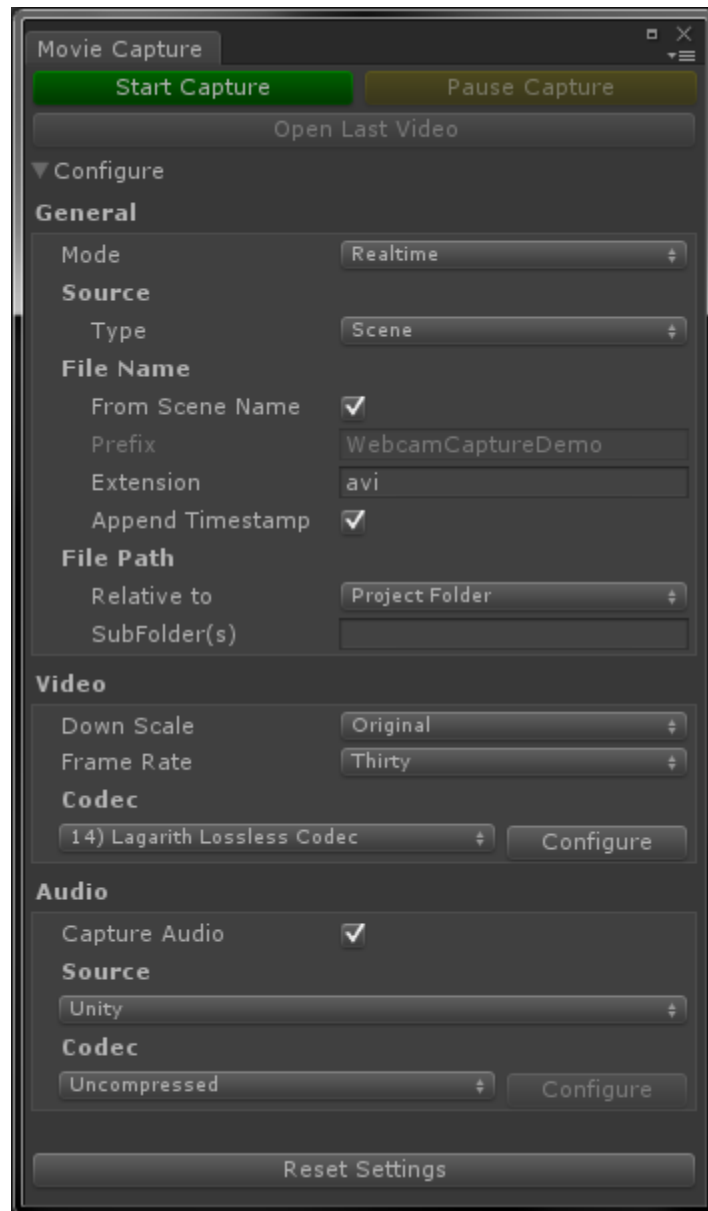 Movie Capture
Start Capture Pause Capture
Open Last Video
Configure
General
Mode Realtime
Source
Type Scene
File Name
From Scene Name
Prefix WebcamCaptureDemo
Extension avi
Append Timestamp
File Path
Relative to Project Folder
SubFolder(s)
Video
Down Scale Original
Frame Rate Thirty
Codec
14) Lagarith Lossless Codec Configure
Audio
Capture Audio
Source
Unity
Codec
Uncompressed Configure
Reset Settings